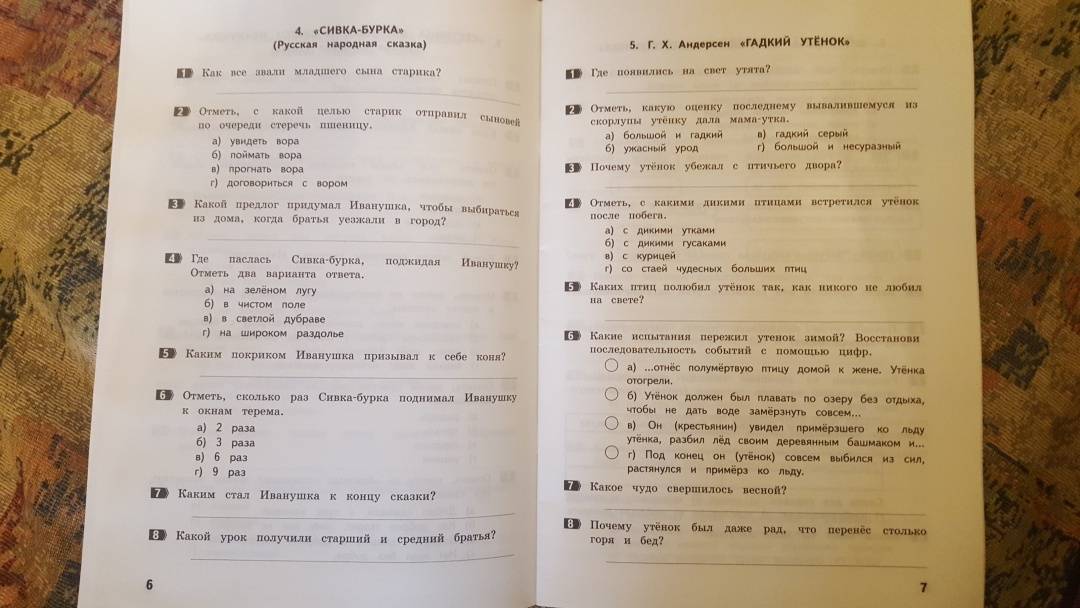 4. «СИВКА-БУРКА»
(Русская народная сказка)
1 Как все звали младшего сына старика?
2 Отметь, с какой целью старик отправил сыновей
по очереди стеречь пшеницу.
а) увидеть вора
б) поймать вора
в) прогнать вора
г) договориться с вором
3 Какой предлог придумал Иванушка, чтобы выбираться
из дома, когда братья уезжали в город?
4 Где паслась Сивка-бурка, поджидая Иванушку?
Отметь два варианта ответа.
а) на зелёном лугу
б) в чистом поле
в) в светлой дубраве
г) на широком раздолье
5 Каким покриком Иванушка призывал к себе коня?
6 Отметь, сколько раз Сивка-бурка поднимал Иванушку
к окнам терема.
а) 2 раза
б) 3 раза
в) 6 раз
г) 9 раз
7 Каким стал Иванушка к концу сказки?
8 Какой урок получили старший и средний братья?
6
5. Г. Х. Андерсен «ГАДКИЙ УТЁНОК»
1 Где появились на свет утята?
2 Отметь, какую оценку последнему вывалившемуся из
скорлупы утёнку дала мама-утка.
а) большой и гадкий в) гадкий серый
б) ужасный урод г) большой и несуразный
3 Почему утёнок убежал с птичьего двора?
4 Отметь, с какими дикими птицами встретился утёнок
после побега.
а) с дикими утками
б) с дикими гусаками
в) с курицей
г) со стаей чудесных больших птиц
5 Каких птиц полюбил утёнок так, как никого не любил
на свете?
6 Какие испытания пережил утенок зимой? Восстанови
последовательность событий с помощью цифр.
а) ...отнёс полумёртвую птицу домой к жене. Утёнка
отогрели.
б) Утёнок должен был плавать по озеру без отдыха,
чтобы не дать воде замёрзнуть совсем...
в) Он (крестьянин) увидел примёрзшего ко льду
утёнка, разбил лёд своим деревянным башмаком и...
г) Под конец он (утёнок) совсем выбился из сил,
растянулся и примёрз ко льду.
7 Какое чудо свершилось весной?
8 Почему утёнок был даже рад, что перенёс столько
горя и бед?
7